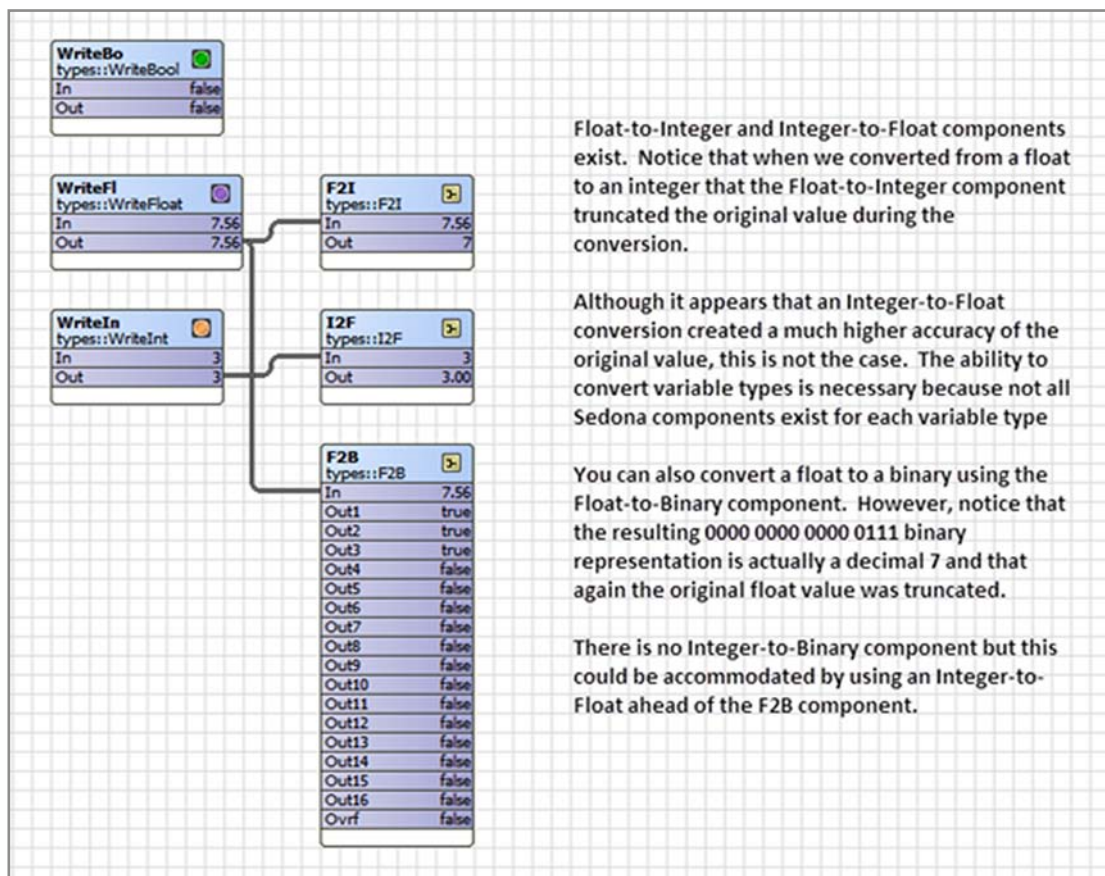 WriteBo
types::WriteBool
In false
Out false
WriteFl
types::WriteFloat
In 7.56
Out 7.56
F2I
types::F2I
In 7.56
Out 7
WriteIn
types::WriteInt
In 3
Out 3
I2F
types::I2F
In 3
Out 3.00
F2B
types::F2B
In 7.56
Out1 true
Out2 true
Out3 true
Out4 false
Out5 false
Out6 false
Out7 false
Out8 false
Out9 false
Out10 false
Out11 false
Out12 false
Out13 false
Out14 false
Out15 false
Out16 false
Ovrf false
Float-to-Integer and Integer-to-Float components
exist. Notice that when we converted from a float
to an integer that the Float-to-Integer component
truncated the original value during the
conversion.
Although it appears that an Integer-to-Float
conversion created a much higher accuracy of the
original value, this is not the case. The ability to
convert variable types is necessary because not all
Sedona components exist for each variable type
You can also convert a float to a binary using the
Float-to-Binary component. However, notice that
the resulting 0000 0000 0000 0111 binary
representation is actually a decimal 7 and that
again the original float value was truncated.
There is no Integer-to-Binary component but this
could be accommodated by using an Integer-to-
Float ahead of the F2B component.